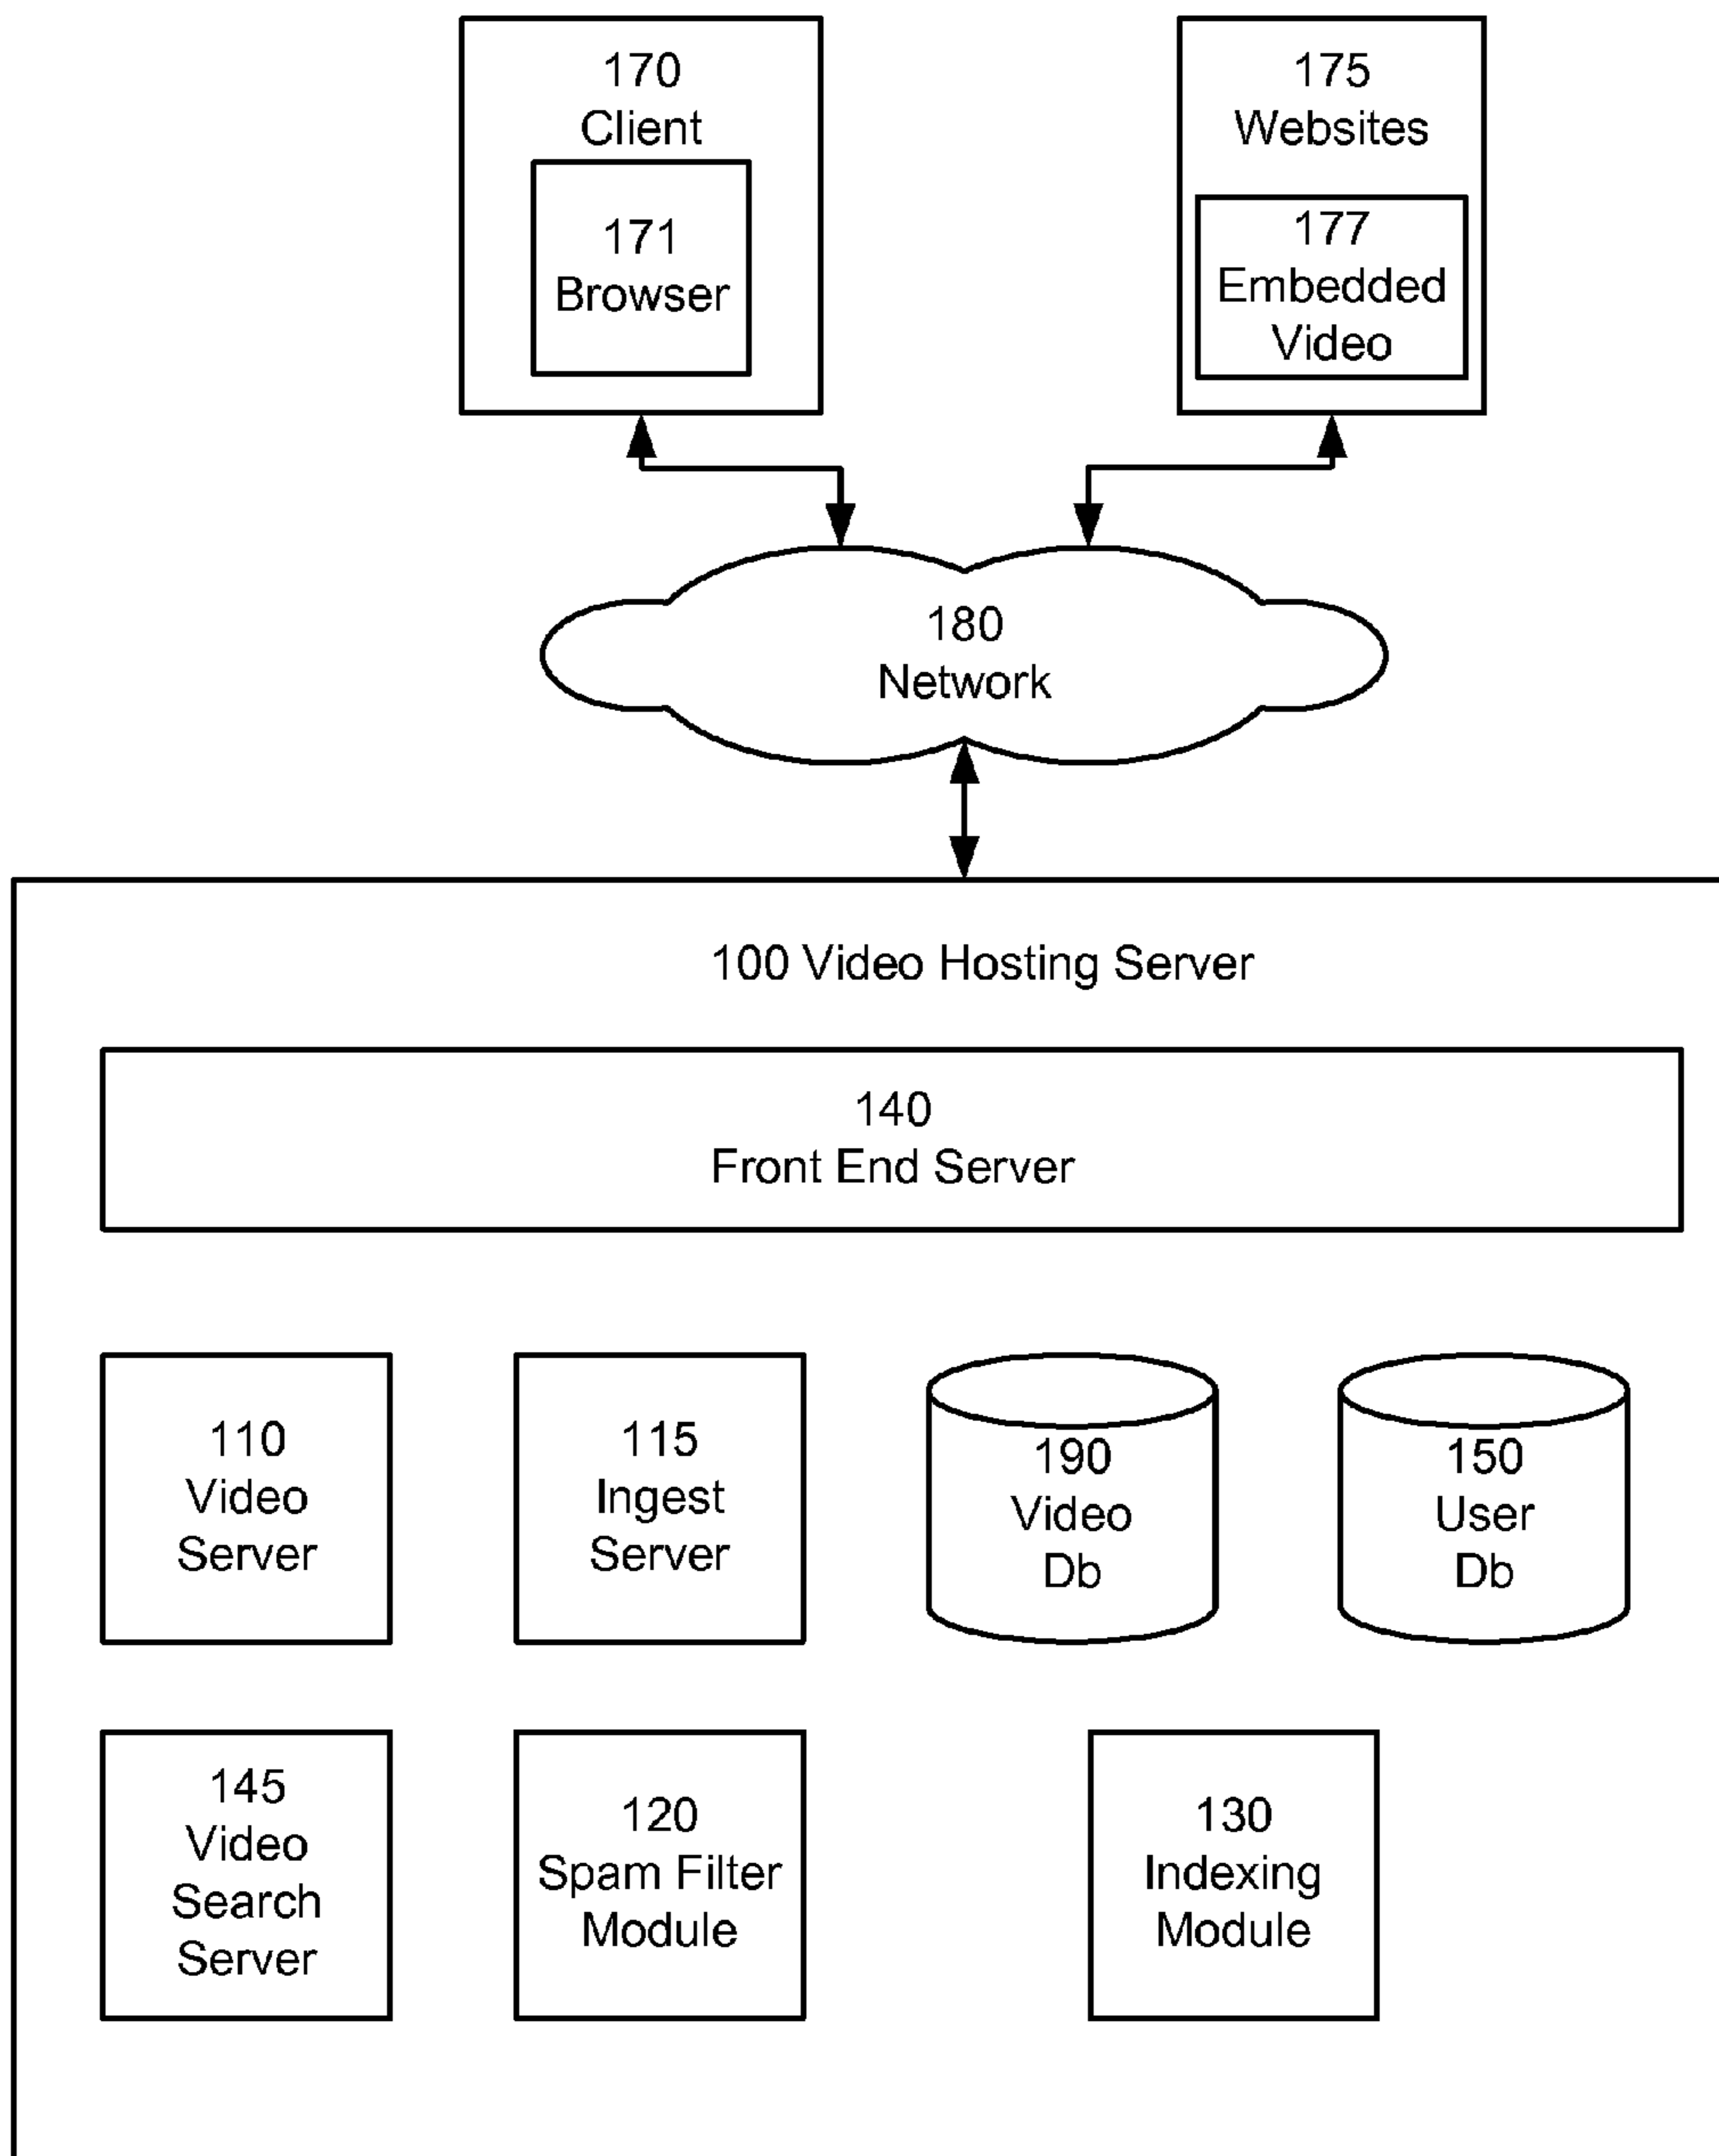 170
Client
171
Browser
175
Websites
177
Embedded
Video
180
Network
100 Video Hosting Server
140
Front End Server
110
Video
Server
115
Ingest
Server
190
Video
Db
150
User
Db
145
Video
Search
Server
120
Spam Filter
Module
130
Indexing
Module